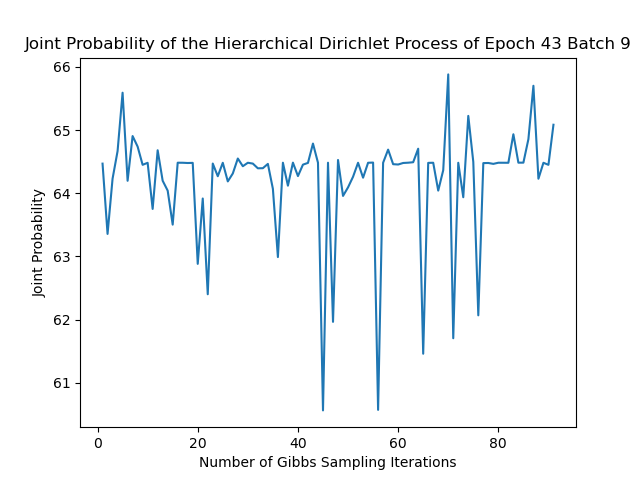 Joint Probability of the Hierarchical Dirichlet Process of Epoch 43 Batch 9
66
65
64
63
62
61
Joint Probability
0 20 40 60 80
Number of Gibbs Sampling Iterations